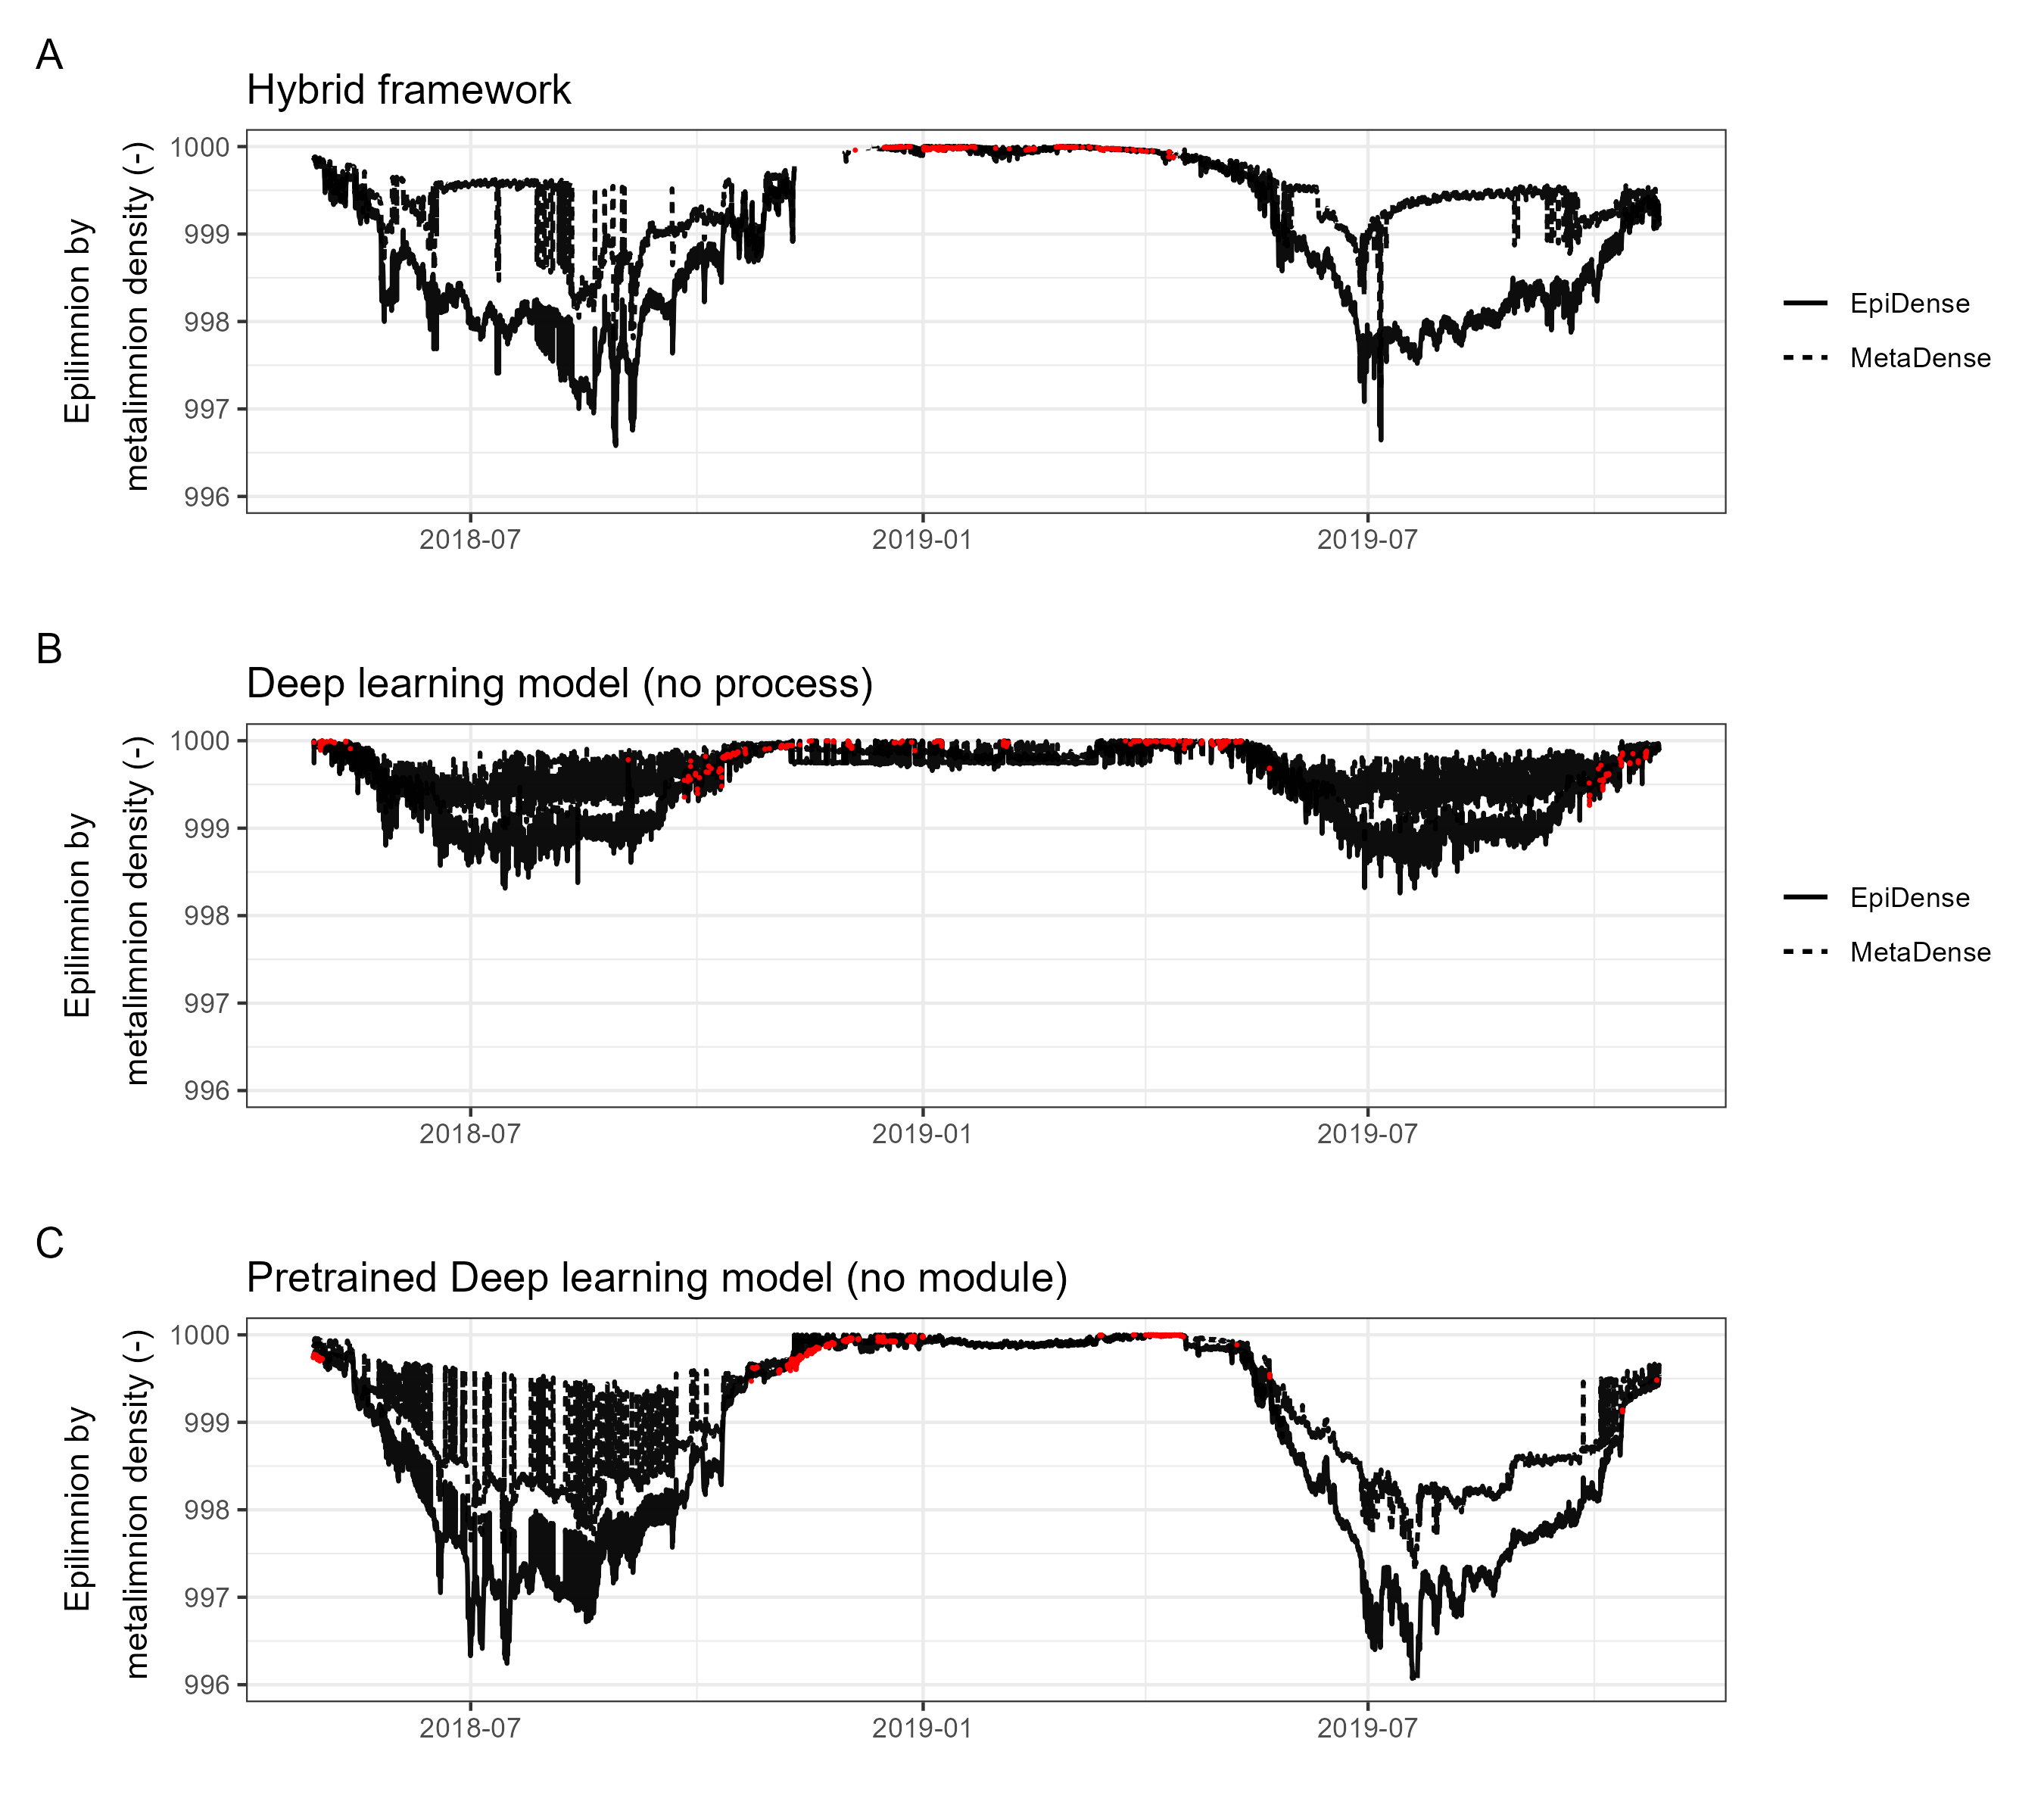 A
Hybrid framework
Epilimnion by
metalimnion density (-)
1000
999
998
997
996
2018-07
2019-01
2019-07
EpiDense
MetaDense
B
Deep learning model (no process)
Epilimnion by
metalimnion density (-)
1000
999
998
997
996
2018-07
2019-01
2019-07
EpiDense
MetaDense
C
Pretrained Deep learning model (no module)
Epilimnion by
metalimnion density (-)
1000
999
998
997
996
2018-07
2019-01
2019-07